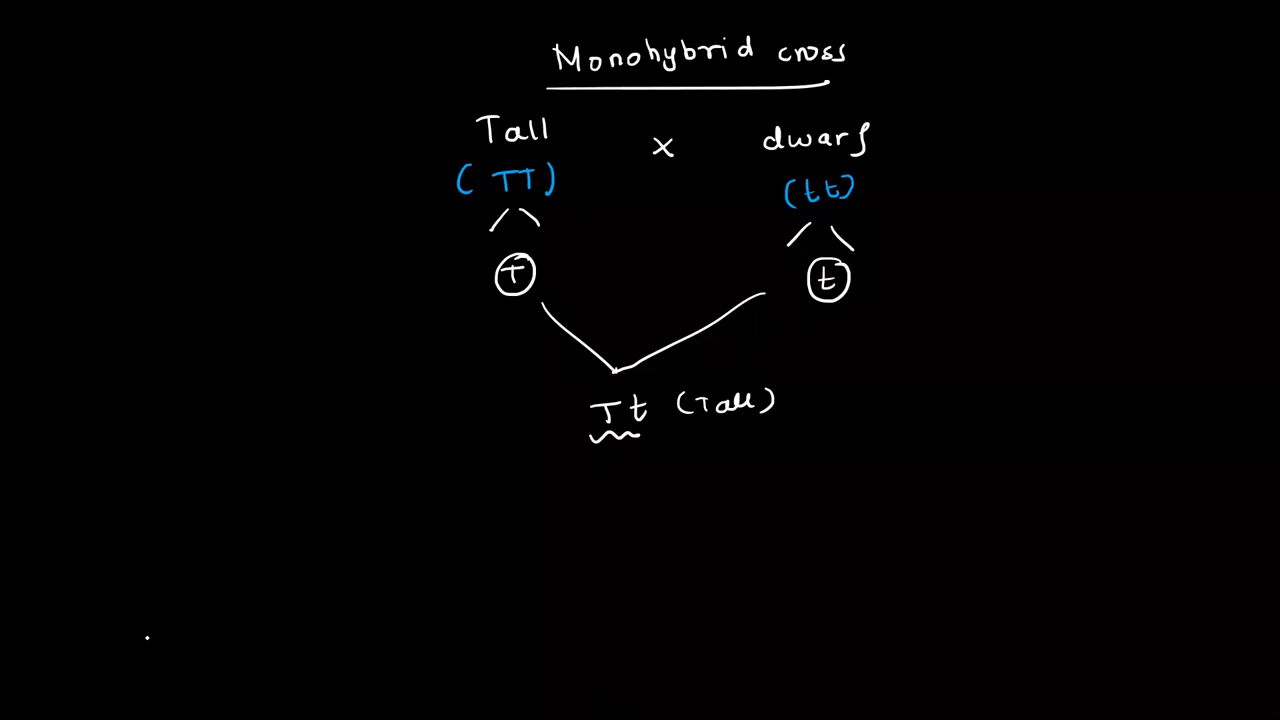 Monohybrid cross
Tall x dwarf
(TT) (tt)
T t
Tt (Tall)